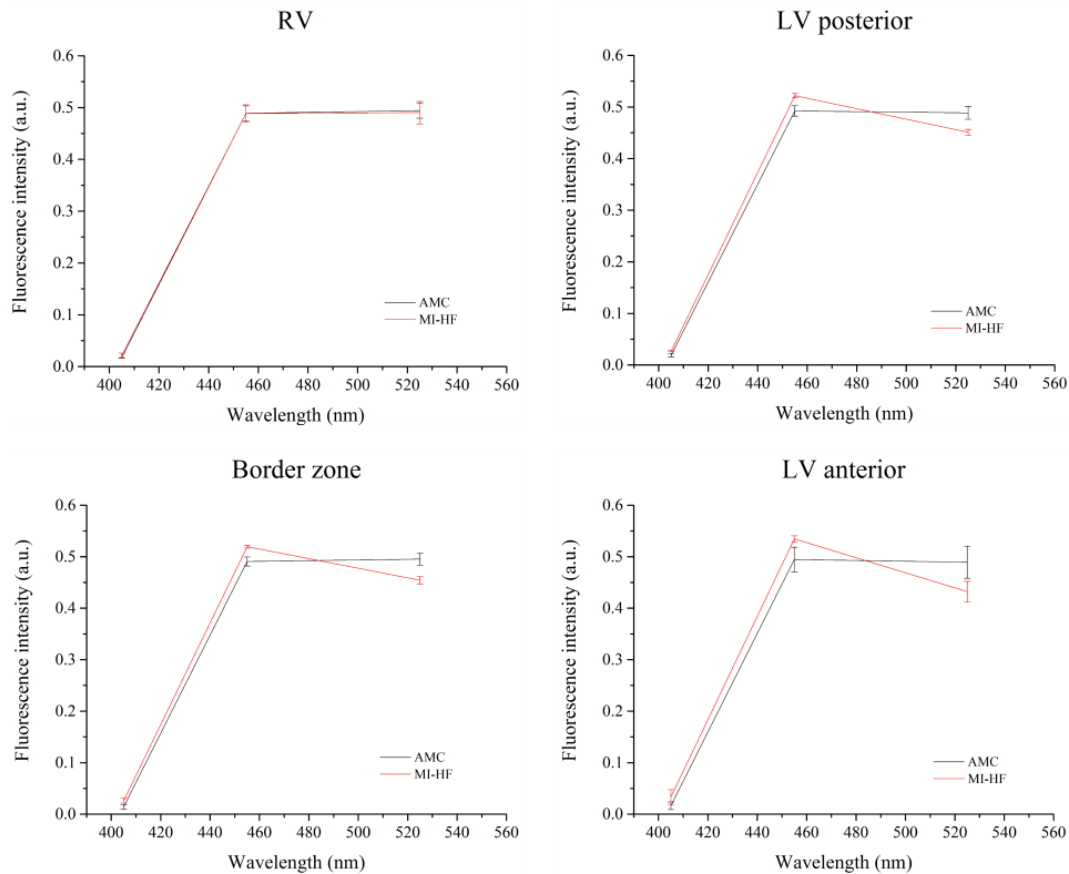 RV
0.6
0.5
0.4
0.3
0.2
0.1
0.0
Fluorescence intensity (a.u.)
AMC
MI-HF
400 420 440 460 480 500 520 540 560
Wavelength (nm)
LV posterior
0.6
0.5
0.4
0.3
0.2
0.1
0.0
Fluorescence intensity (a.u.)
AMC
MI-HF
400 420 440 460 480 500 520 540 560
Wavelength (nm)
Border zone
0.6
0.5
0.4
0.3
0.2
0.1
0.0
Fluorescence intensity (a.u.)
AMC
MI-HF
400 420 440 460 480 500 520 540 560
Wavelength (nm)
LV anterior
0.6
0.5
0.4
0.3
0.2
0.1
0.0
Fluorescence intensity (a.u.)
AMC
MI-HF
400 420 440 460 480 500 520 540 560
Wavelength (nm)